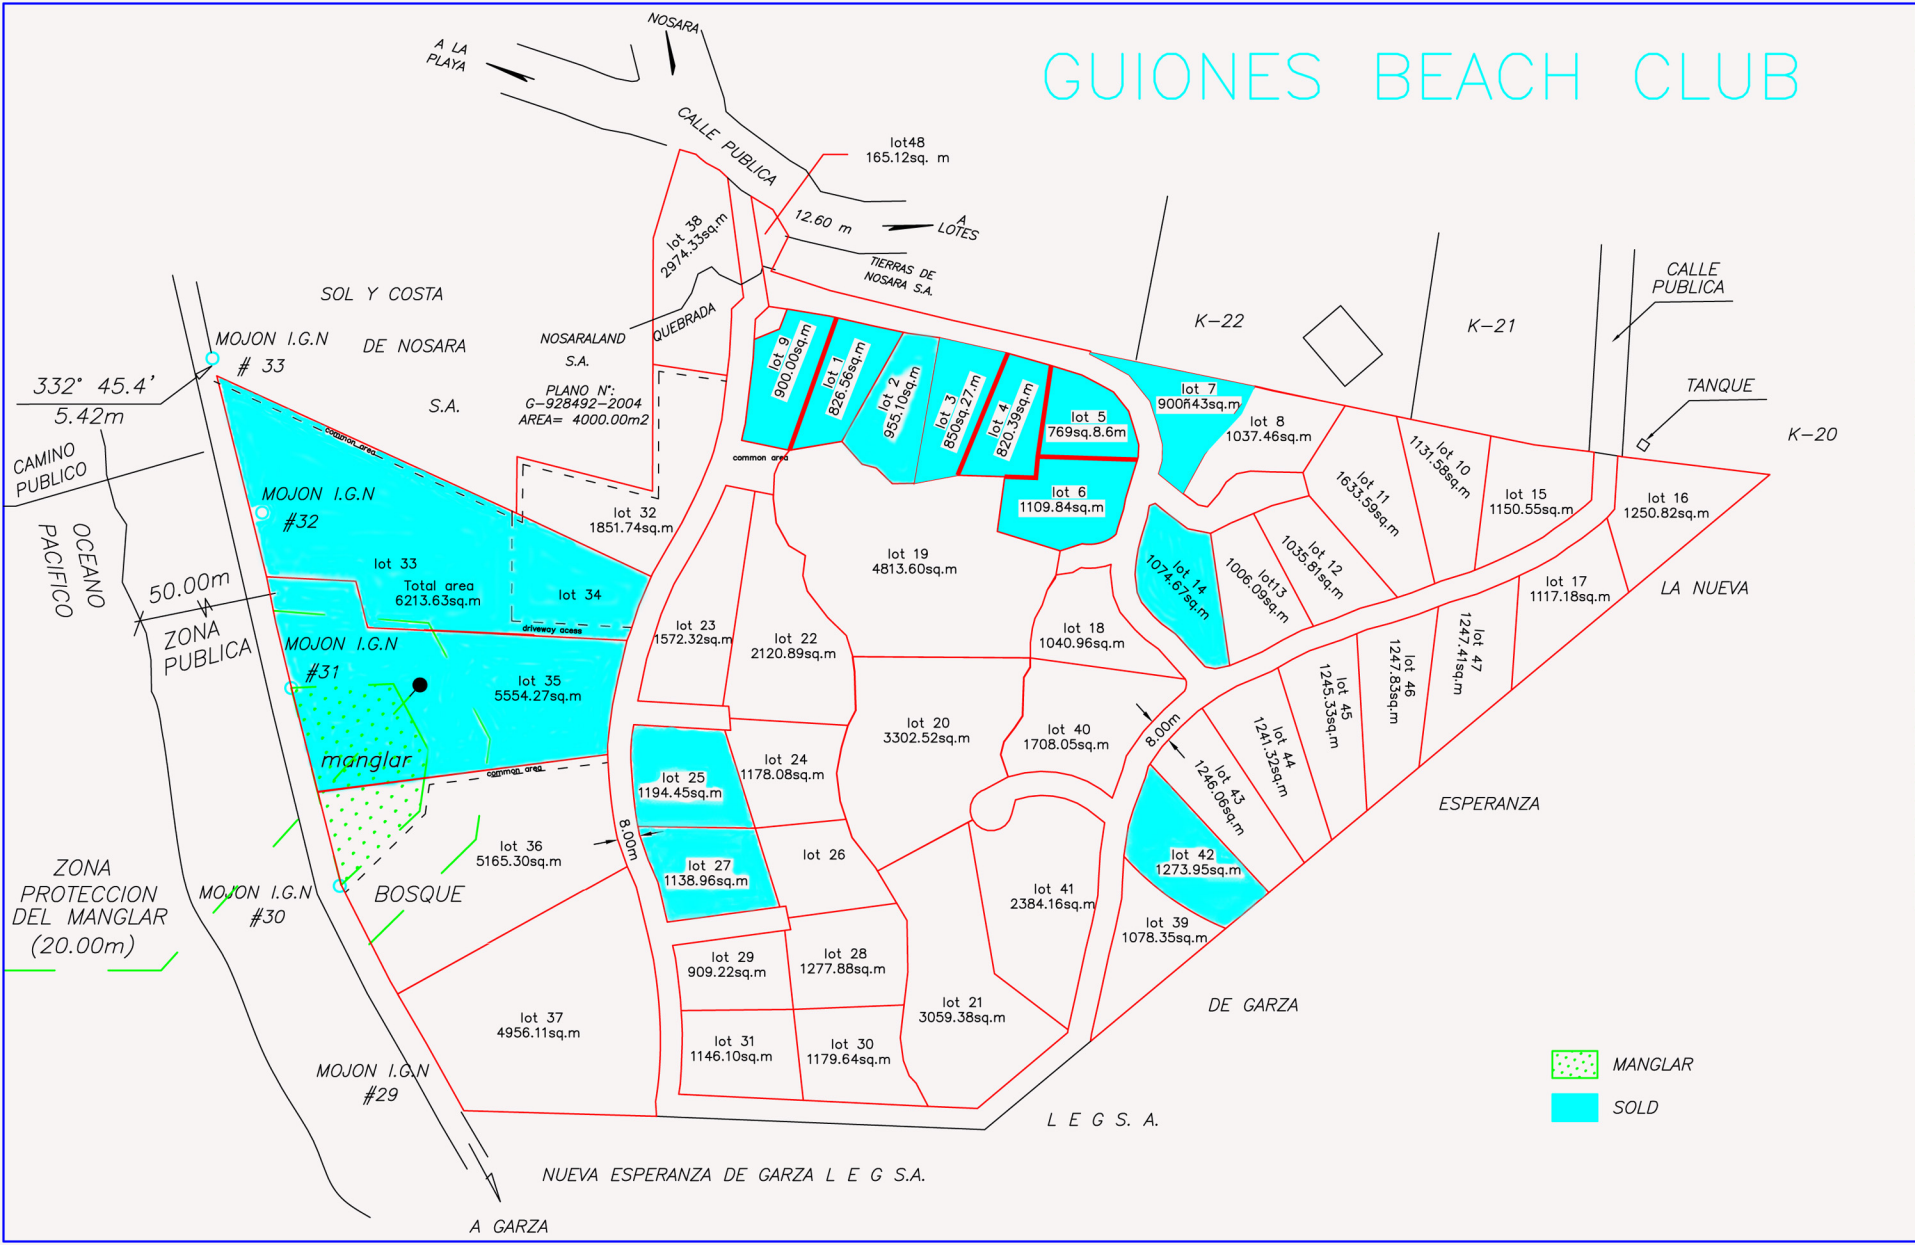 GUIONES BEACH CLUB
NOSARA
A LA
PLAYA
CALLE PUBLICA
lot48
165.12sq. m
12.60 m
A
LOTES
TIERRAS DE
NOSARA S.A.
lot 38
2974.33sq.m
QUEBRADA
K-22
K-21
K-20
CALLE
PUBLICA
TANQUE
SOL Y COSTA
DE NOSARA
S.A.
NOSARALAND
S.A.
PLANO N°:
G-928492-2004
AREA= 4000.00m2
MOJON I.G.N
# 33
332° 45.4'
5.42m
CAMINO
PUBLICO
OCEANO
PACIFICO
50.00m
ZONA
PUBLICA
common area
MOJON I.G.N
#32
lot 33
Total area
6213.63sq.m
lot 34
driveway acess
lot 32
1851.74sq.m
MOJON I.G.N
#31
lot 35
5554.27sq.m
manglar
common area
lot 9
900.00sq.m
lot 1
826.56sq.m
lot 2
955.10sq.m
lot 3
850sq.27.m
lot 4
820.39sq.m
lot 5
769sq.8.6m
lot 6
1109.84sq.m
lot 7
900ñ43sq.m
lot 8
1037.46sq.m
common area
lot 10
1131.58sq.m
lot 11
1633.59sq.m
lot 12
1035.81sq.m
lot13
1006.09sq.m
lot 14
1074.67sq.m
lot 15
1150.55sq.m
lot 16
1250.82sq.m
lot 17
1117.18sq.m
LA NUEVA
lot 19
4813.60sq.m
lot 18
1040.96sq.m
lot 23
1572.32sq.m
lot 22
2120.89sq.m
lot 20
3302.52sq.m
lot 40
1708.05sq.m
8.00m
lot 47
1247.41sq.m
lot 46
1247.83sq.m
lot 45
1245.33sq.m
lot 44
1241.32sq.m
lot 43
1246.06sq.m
ESPERANZA
lot 25
1194.45sq.m
lot 24
1178.08sq.m
8.00m
lot 27
1138.96sq.m
lot 26
lot 36
5165.30sq.m
lot 42
1273.95sq.m
lot 41
2384.16sq.m
lot 39
1078.35sq.m
ZONA
PROTECCION
DEL MANGLAR
(20.00m)
MOJON I.G.N
#30
BOSQUE
lot 29
909.22sq.m
lot 28
1277.88sq.m
lot 21
3059.38sq.m
DE GARZA
lot 37
4956.11sq.m
lot 31
1146.10sq.m
lot 30
1179.64sq.m
MOJON I.G.N
#29
MANGLAR
SOLD
L E G S. A.
NUEVA ESPERANZA DE GARZA L E G S.A.
A GARZA